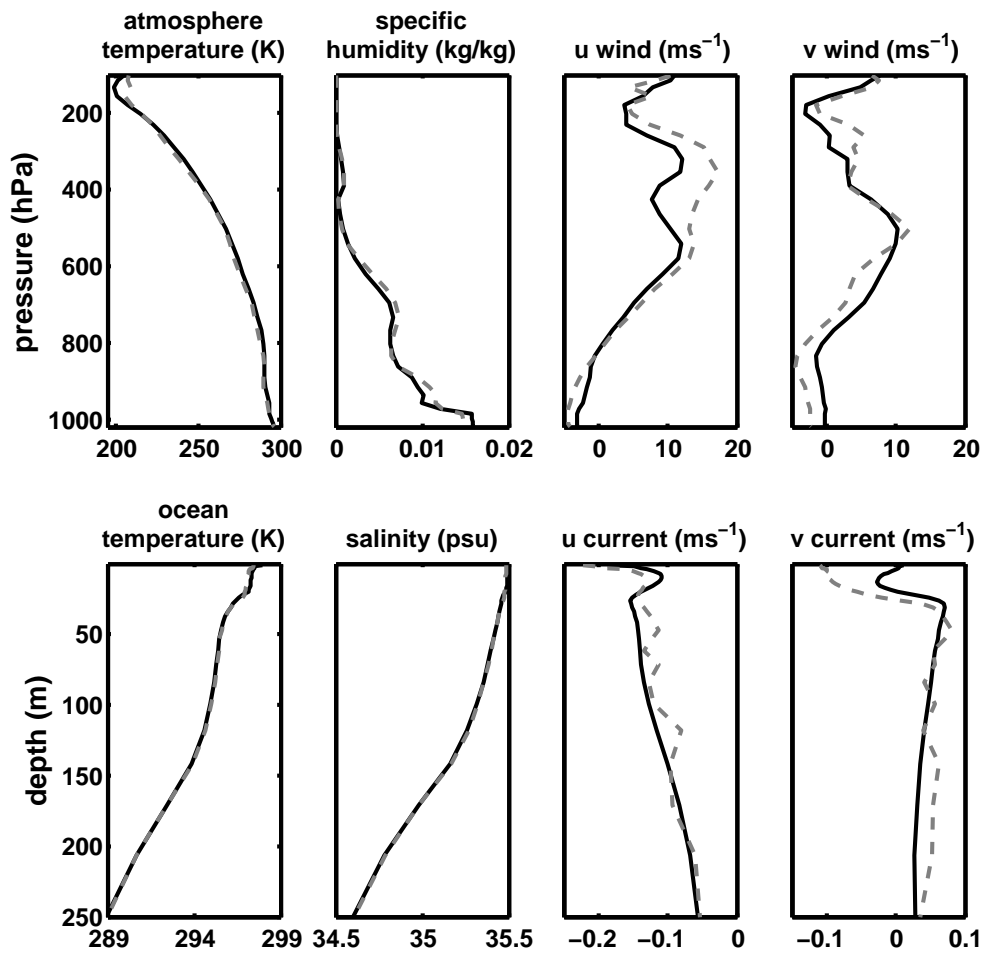 atmosphere
temperature (K)
specific
humidity (kg/kg)
u wind (ms−1)
v wind (ms−1)
pressure (hPa)
200
400
600
800
1000
200 250 300
0 0.01 0.02
0 10 20
0 10 20
ocean
temperature (K)
salinity (psu)
u current (ms−1)
v current (ms−1)
depth (m)
50
100
150
200
250
289 294 299
34.5 35 35.5
−0.2 −0.1 0
−0.1 0 0.1